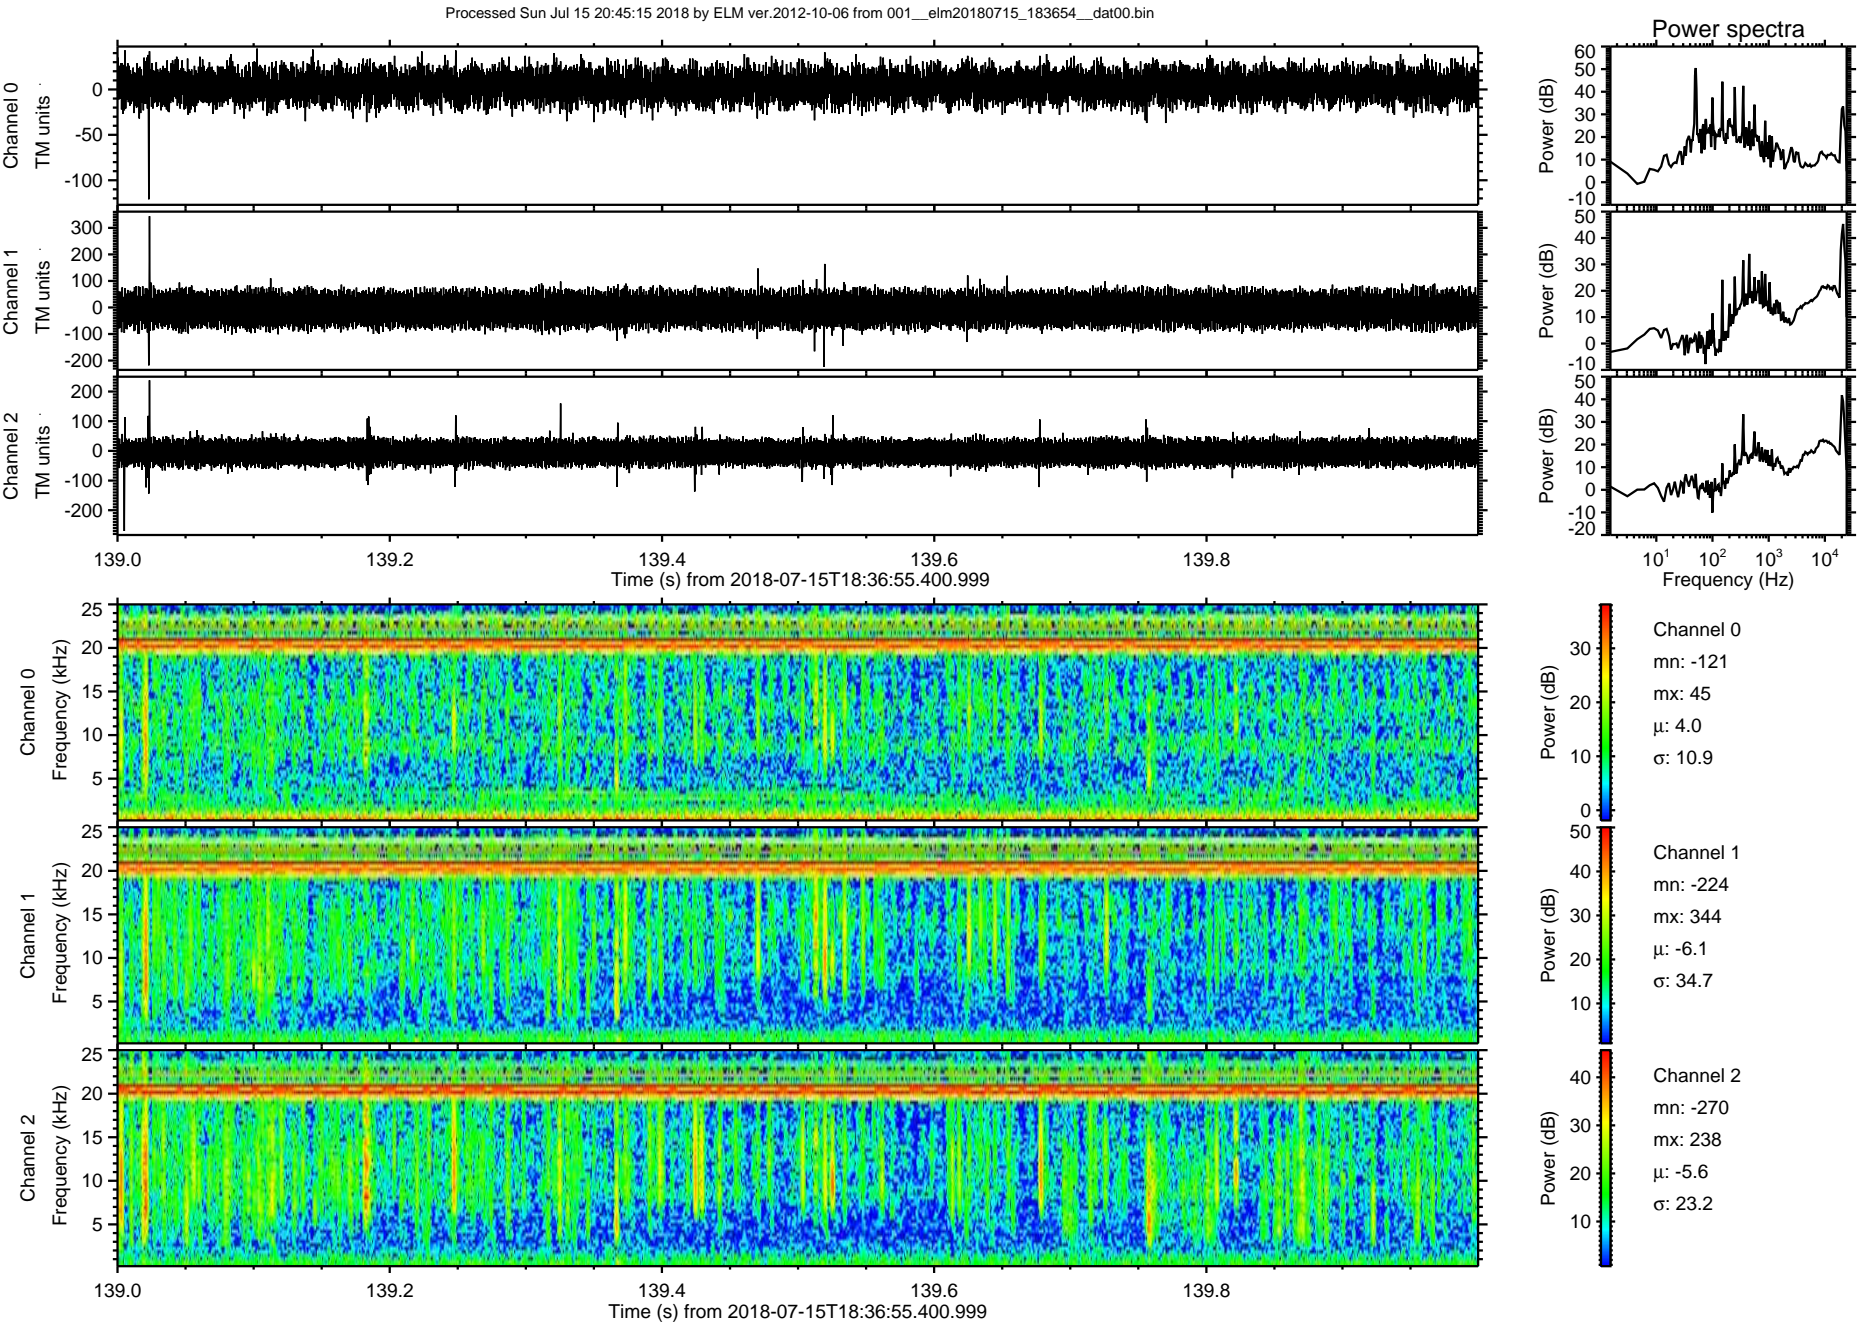 Processed Sun Jul 15 20:45:15 2018 by ELM ver.2012-10-06 from 001__elm20180715_183654__dat00.bin
Power spectra
Channel 0
TM units
0
-50
-100
Power (dB)
60
50
40
30
20
10
0
-10
Channel 1
TM units
300
200
100
0
-100
-200
Power (dB)
50
40
30
20
10
0
-10
Channel 2
TM units
200
100
0
-100
-200
Power (dB)
50
40
30
20
10
0
-10
-20
139.0 139.2 139.4 139.6 139.8
Time (s) from 2018-07-15T18:36:55.400.999
10¹ 10² 10³ 10⁴
Frequency (Hz)
Channel 0
Frequency (kHz)
25
20
15
10
5
Power (dB)
30
20
10
0
Channel 0
mn: -121
mx: 45
μ: 4.0
σ: 10.9
Channel 1
Frequency (kHz)
25
20
15
10
5
Power (dB)
50
40
30
20
10
Channel 1
mn: -224
mx: 344
μ: -6.1
σ: 34.7
Channel 2
Frequency (kHz)
25
20
15
10
5
Power (dB)
40
30
20
10
Channel 2
mn: -270
mx: 238
μ: -5.6
σ: 23.2
139.0 139.2 139.4 139.6 139.8
Time (s) from 2018-07-15T18:36:55.400.999